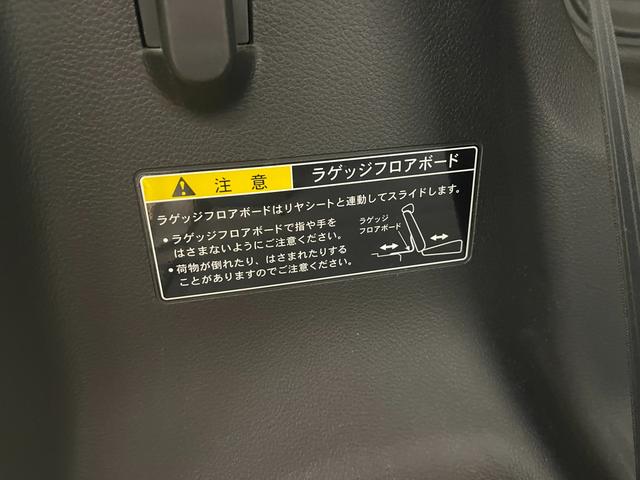 注 意
ラゲッジフロアボード
ラゲッジフロアボードはリヤシートと連動してスライドします。
•ラゲッジフロアボードで指や手を
はさまないようにご注意ください。
•荷物が倒れたり、はさまれたりする
ことがありますのでご注意ください。
ラゲッジ
フロアボード